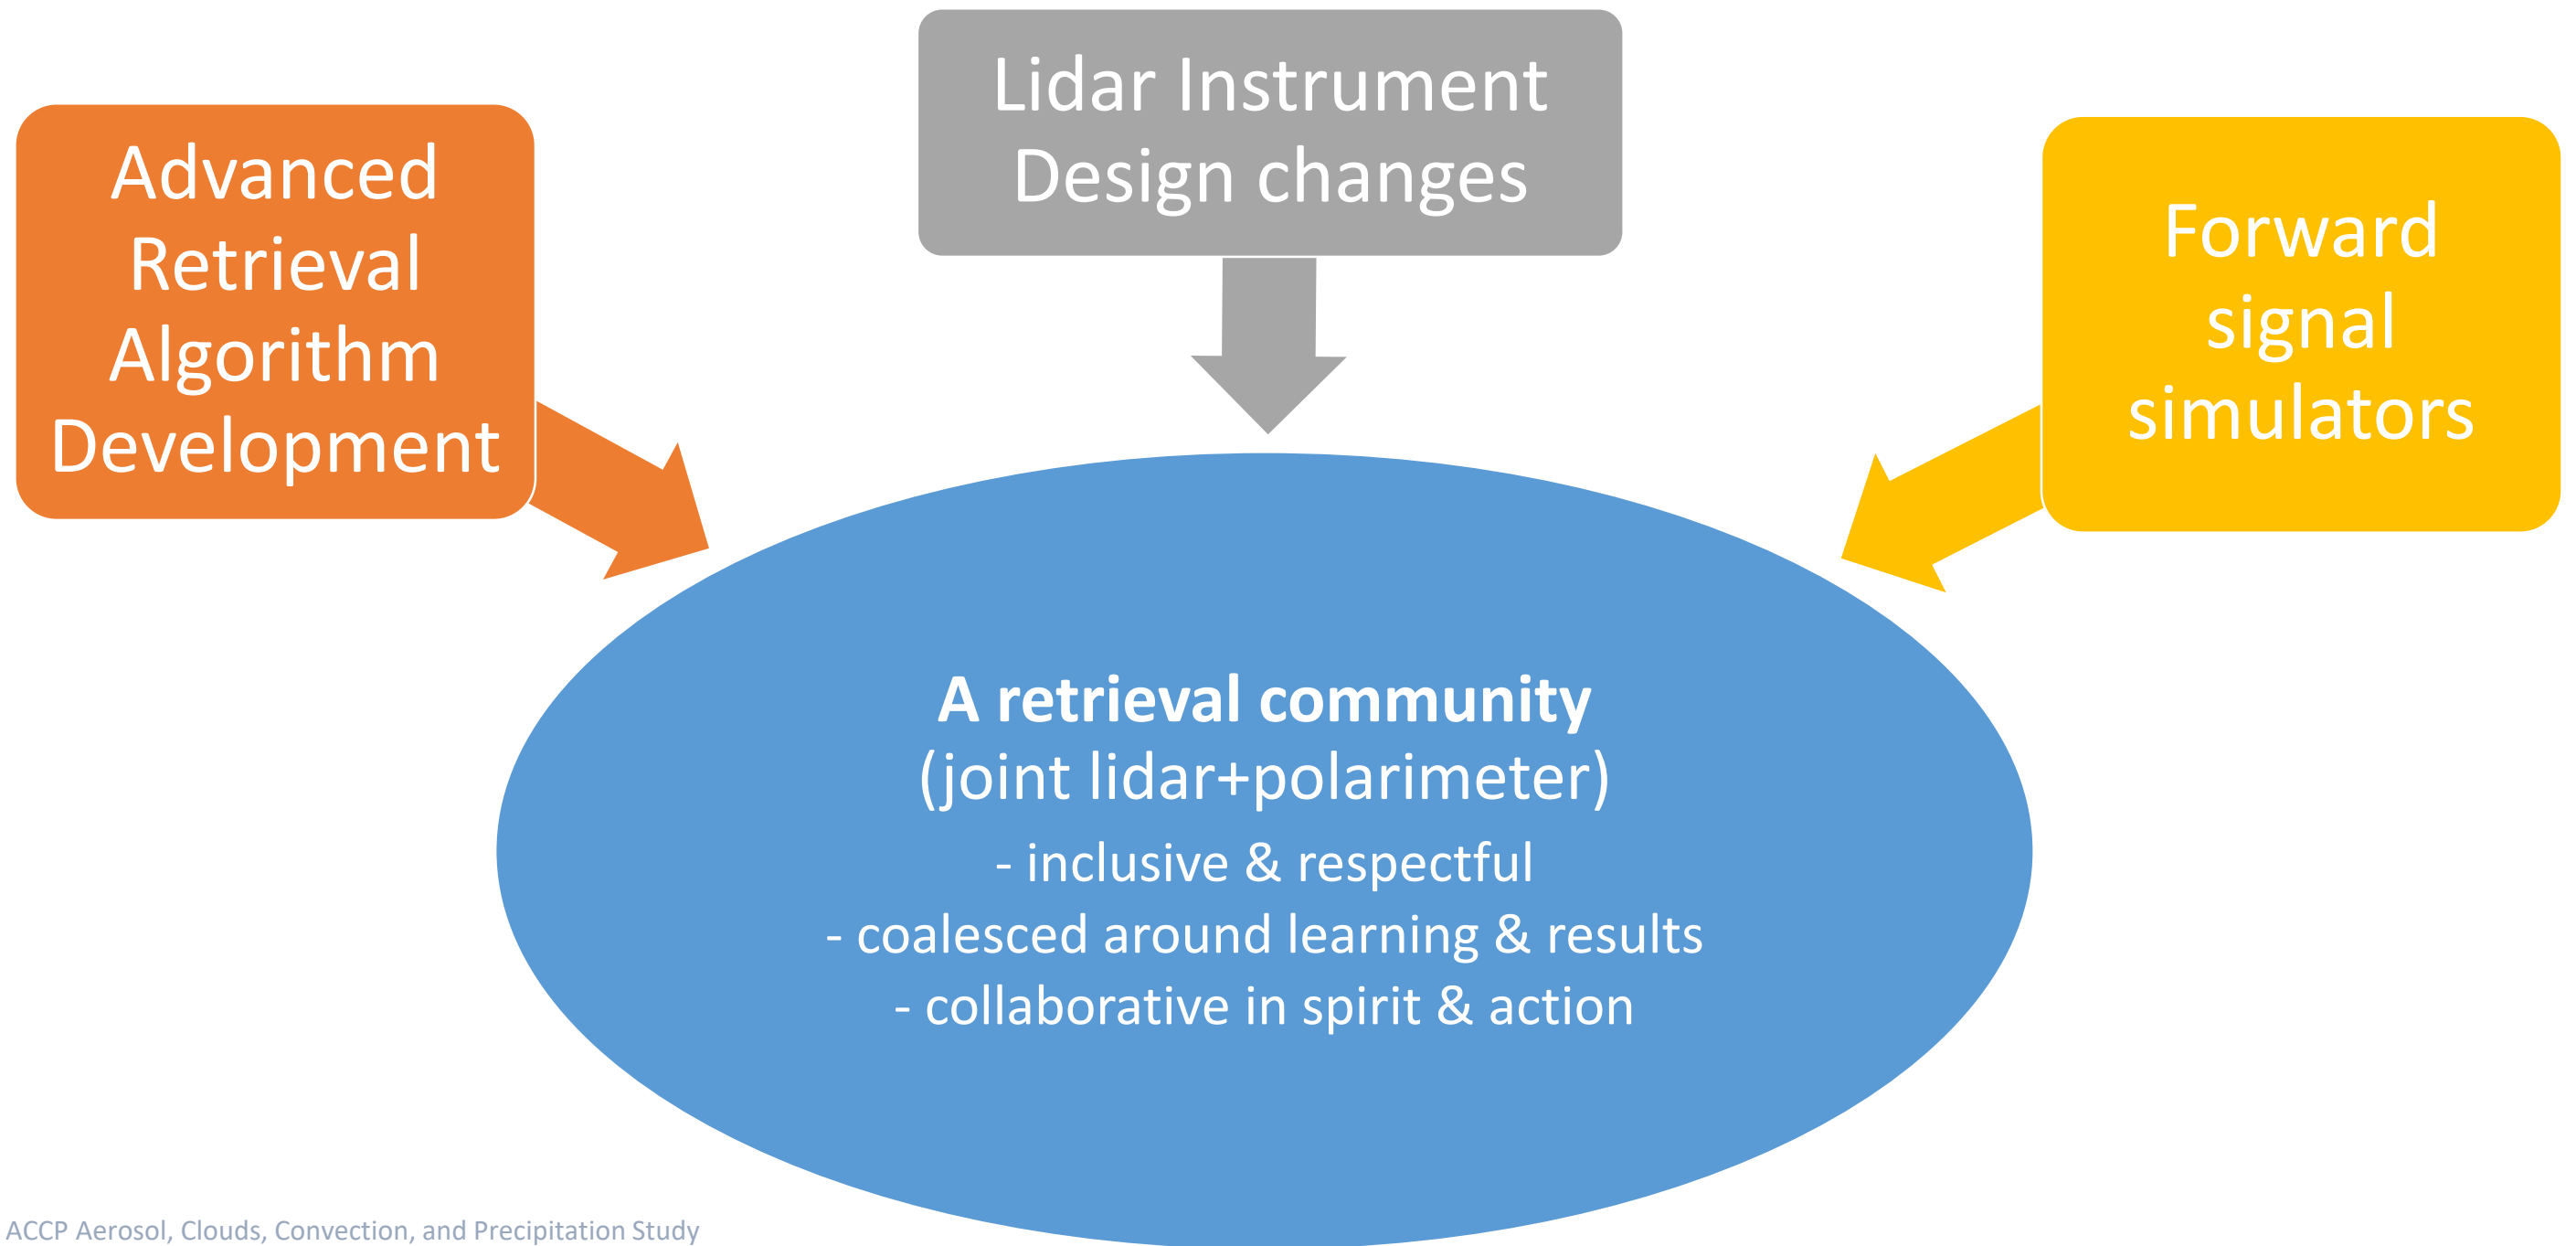 Advanced
Retrieval
Algorithm
Development
Lidar Instrument
Design changes
Forward
signal
simulators
A retrieval community
(joint lidar+polarimeter)
- inclusive & respectful
- coalesced around learning & results
- collaborative in spirit & action
ACCP Aerosol, Clouds, Convection, and Precipitation Study